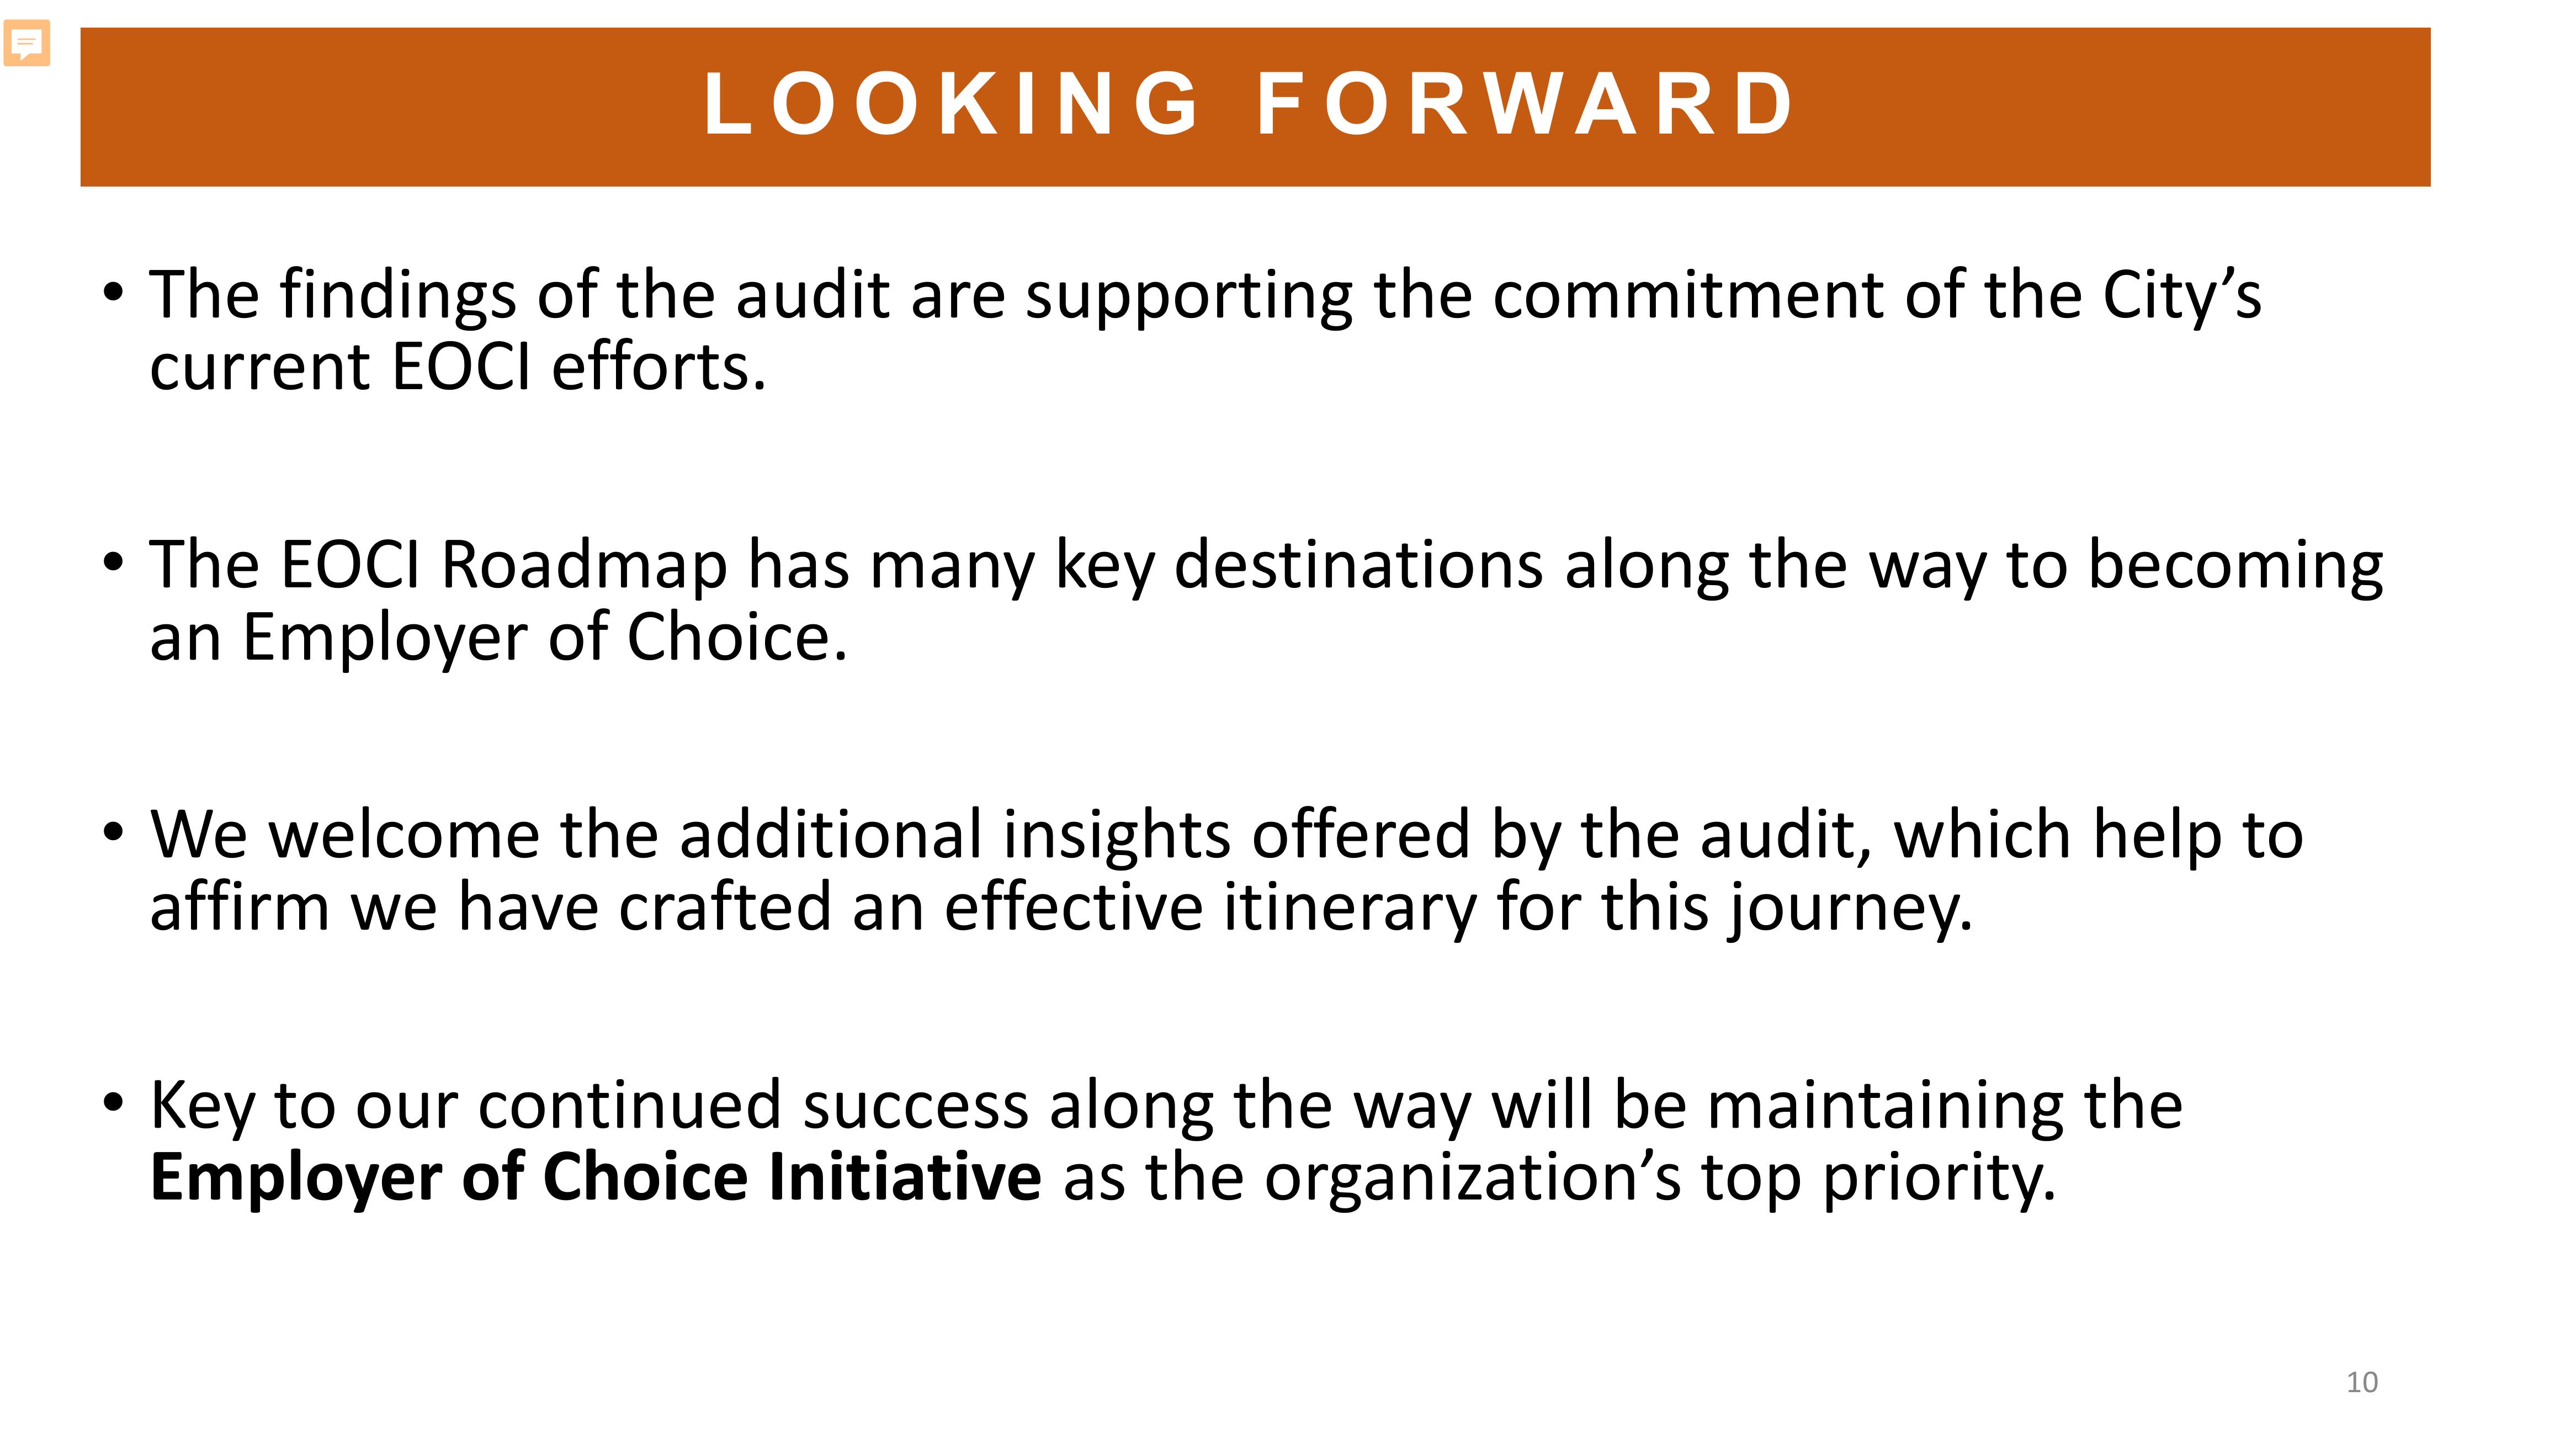 LOOKING FORWARD
• The findings of the audit are supporting the commitment of the City’s
current EOCI efforts.
• The EOCI Roadmap has many key destinations along the way to becoming
an Employer of Choice.
• We welcome the additional insights offered by the audit, which help to
affirm we have crafted an effective itinerary for this journey.
• Key to our continued success along the way will be maintaining the
Employer of Choice Initiative as the organization’s top priority.
10